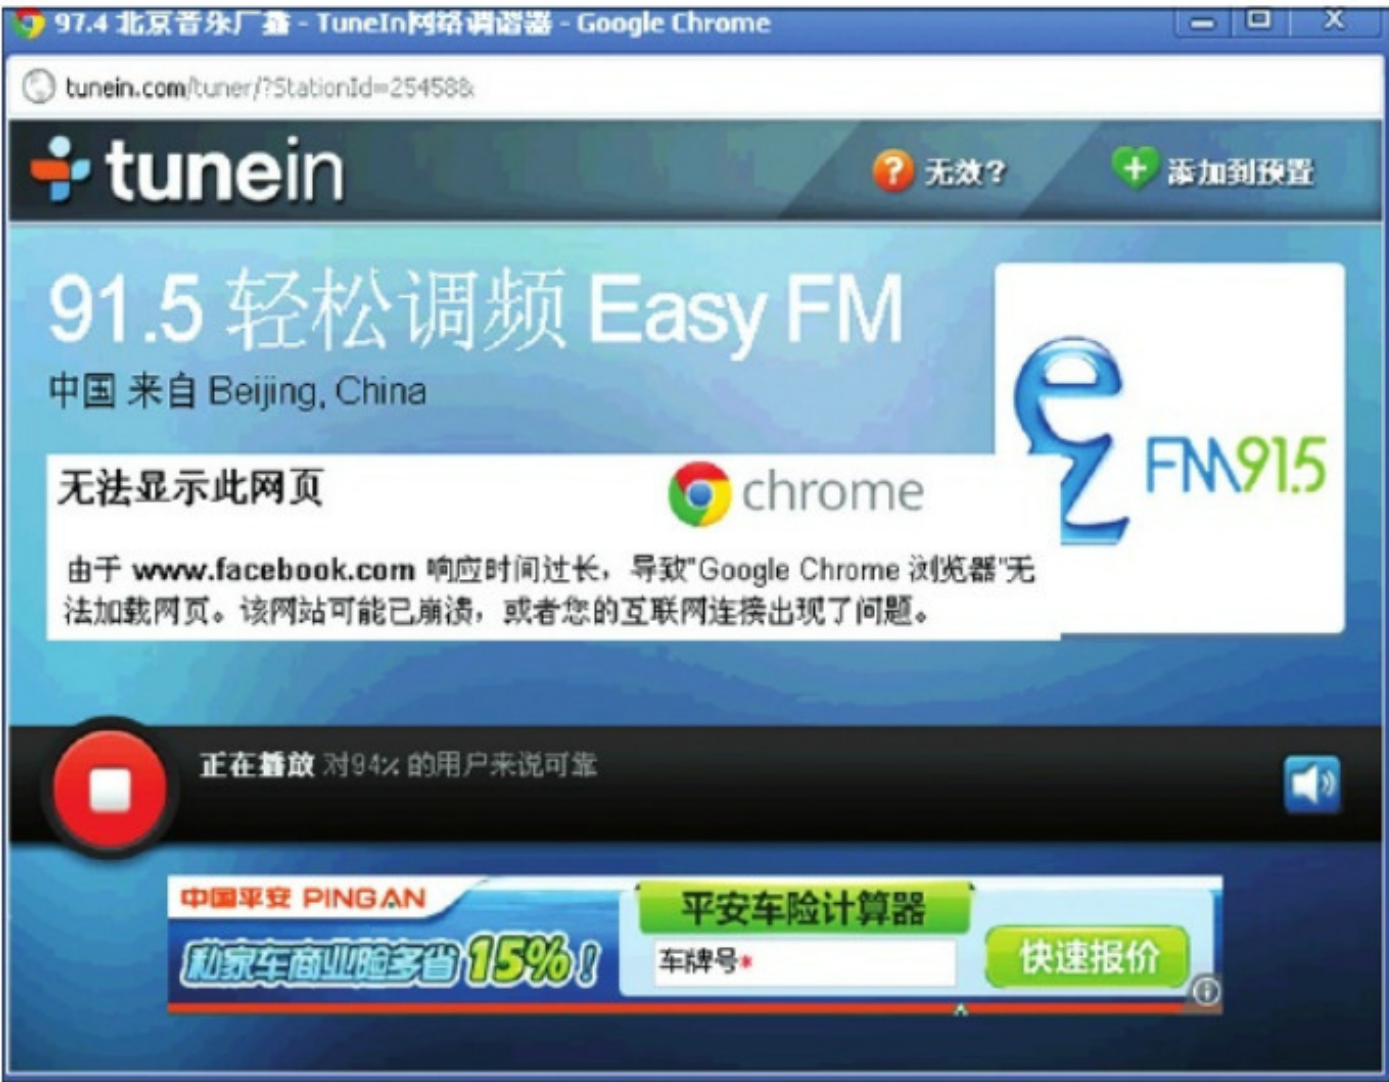 97.4 北京音乐广播 - TuneIn网络调谐器 - Google Chrome
tunein.com/tuner/?StationId=25458&
tunein
无效?
添加到预置
91.5 轻松调频 Easy FM
中国 来自 Beijing, China
ez FM91.5
无法显示此网页
chrome
由于 www.facebook.com 响应时间过长，导致"Google Chrome 浏览器"无
法加载网页。该网站可能已崩溃，或者您的互联网连接出现了问题。
正在播放 对94% 的用户来说可靠
中国平安 PINGAN
私家车商业险多省15%!
平安车险计算器
车牌号*
快速报价